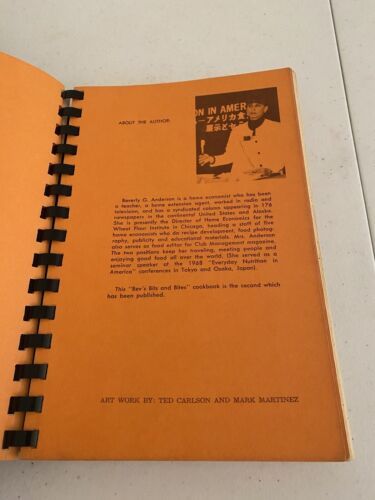 ABOUT THE AUTHOR
ON IN AMER
ーアメリカ食
展示とセ
Beverly G. Anderson is a home economist who has been
a teacher, a home extension agent, worked in radio and
television, and has a syndicated column appearing in 176
newspapers in the continental United States and Alaska.
She is presently the Director of Home Economics for the
Wheat Flour Institute in Chicago, heading a staff of five
home economists who do recipe development, food photog-
raphy, publicity and educational materials. Mrs. Anderson
also serves as food editor for Club Management magazine.
The two positions keep her traveling, meeting people and
enjoying good food all over the world. (She served as a
seminar speaker at the 1968 "Everyday Nutrition in
America" conferences in Tokyo and Osaka, Japan).
This "Bev's Bits and Bites" cookbook is the second which
has been published.
ART WORK BY: TED CARLSON AND MARK MARTINEZ